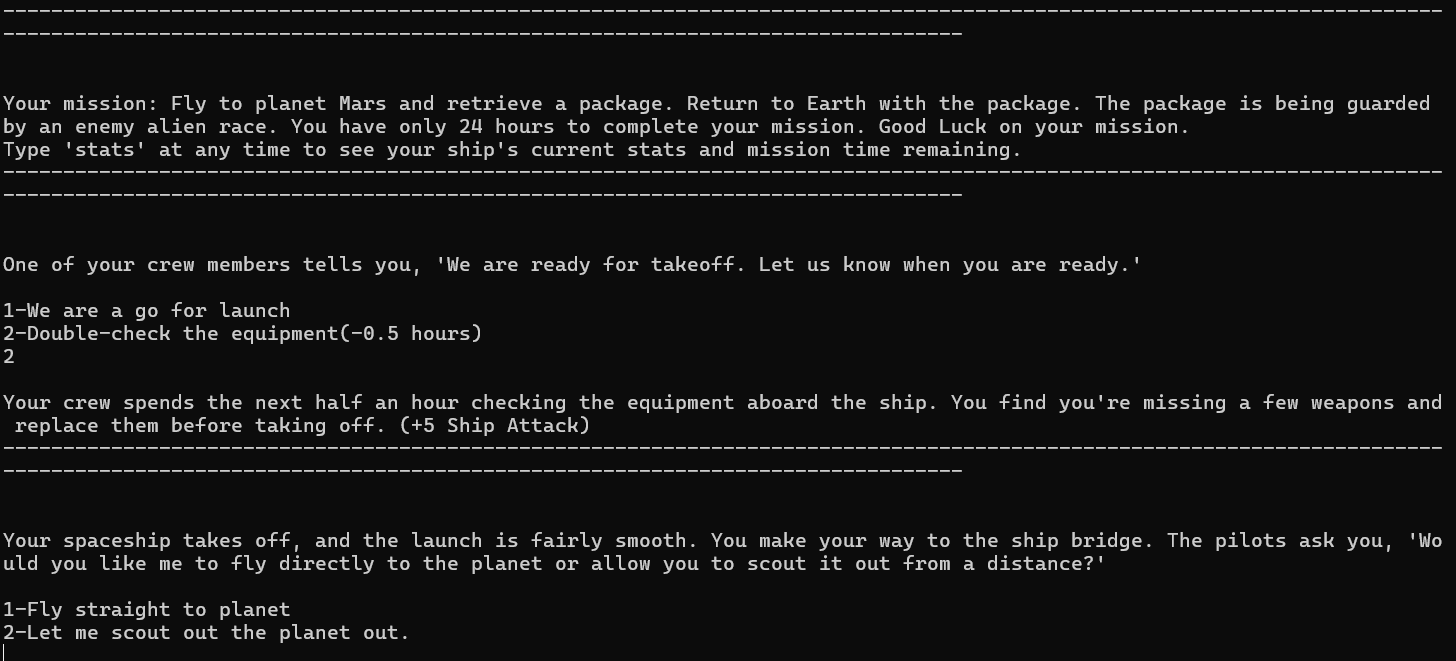 ------------------------------------------------------------------------------------------------------------------------
--------------------------------------------------------------------------------
Your mission: Fly to planet Mars and retrieve a package. Return to Earth with the package. The package is being guarded
by an enemy alien race. You have only 24 hours to complete your mission. Good Luck on your mission.
Type 'stats' at any time to see your ship's current stats and mission time remaining.
------------------------------------------------------------------------------------------------------------------------
--------------------------------------------------------------------------------
One of your crew members tells you, 'We are ready for takeoff. Let us know when you are ready.'
1-We are a go for launch
2-Double-check the equipment(-0.5 hours)
2
Your crew spends the next half an hour checking the equipment aboard the ship. You find you're missing a few weapons and
 replace them before taking off. (+5 Ship Attack)
------------------------------------------------------------------------------------------------------------------------
--------------------------------------------------------------------------------
Your spaceship takes off, and the launch is fairly smooth. You make your way to the ship bridge. The pilots ask you, 'Wo
uld you like me to fly directly to the planet or allow you to scout it out from a distance?'
1-Fly straight to planet
2-Let me scout out the planet out.